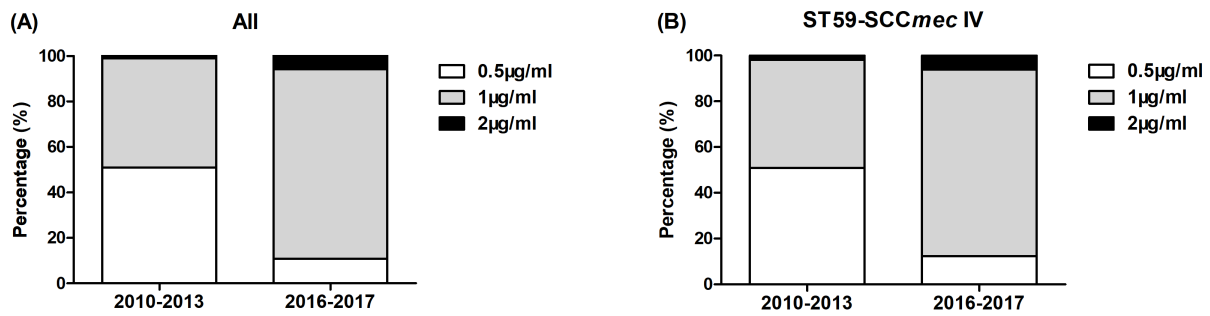 (A)
All
Percentage (%)
100
80
60
40
20
0
2010-2013
2016-2017
0.5µg/ml
1µg/ml
2µg/ml
(B)
ST59-SCCmec IV
Percentage (%)
100
80
60
40
20
0
2010-2013
2016-2017
0.5µg/ml
1µg/ml
2µg/ml